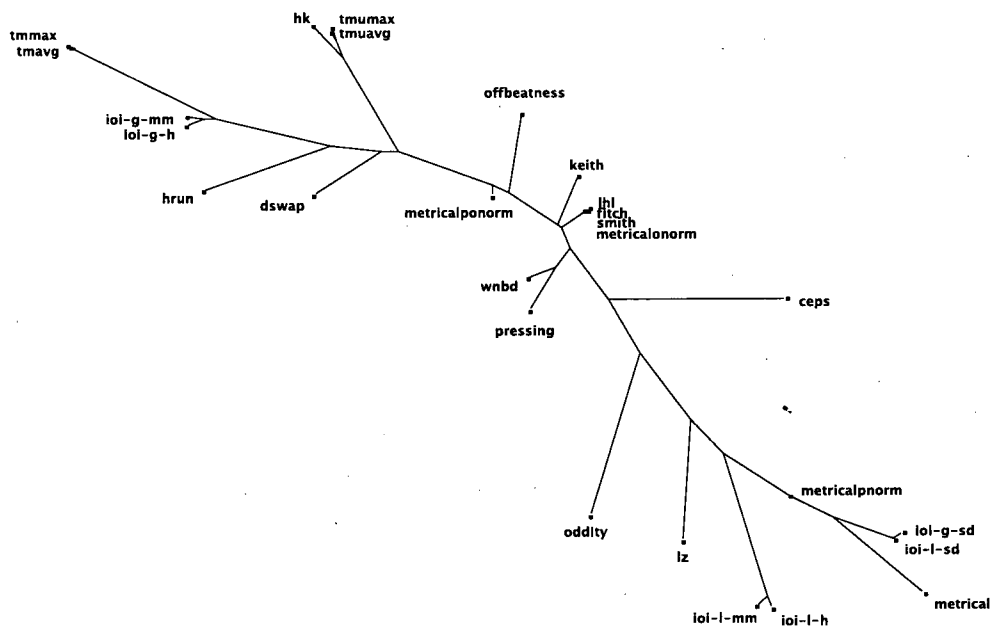 hk
tmumax
tmuavg
tmmax
tmavg
offbeatness
ioi-g-mm
ioi-g-h
keith
hrun
dswap
metricalponorm
lhl
fitch
smith
metricalonorm
wnbd
ceps
pressing
metricalpnorm
oddity
ioi-g-sd
ioi-l-sd
lz
metrical
ioi-l-mm
ioi-l-h